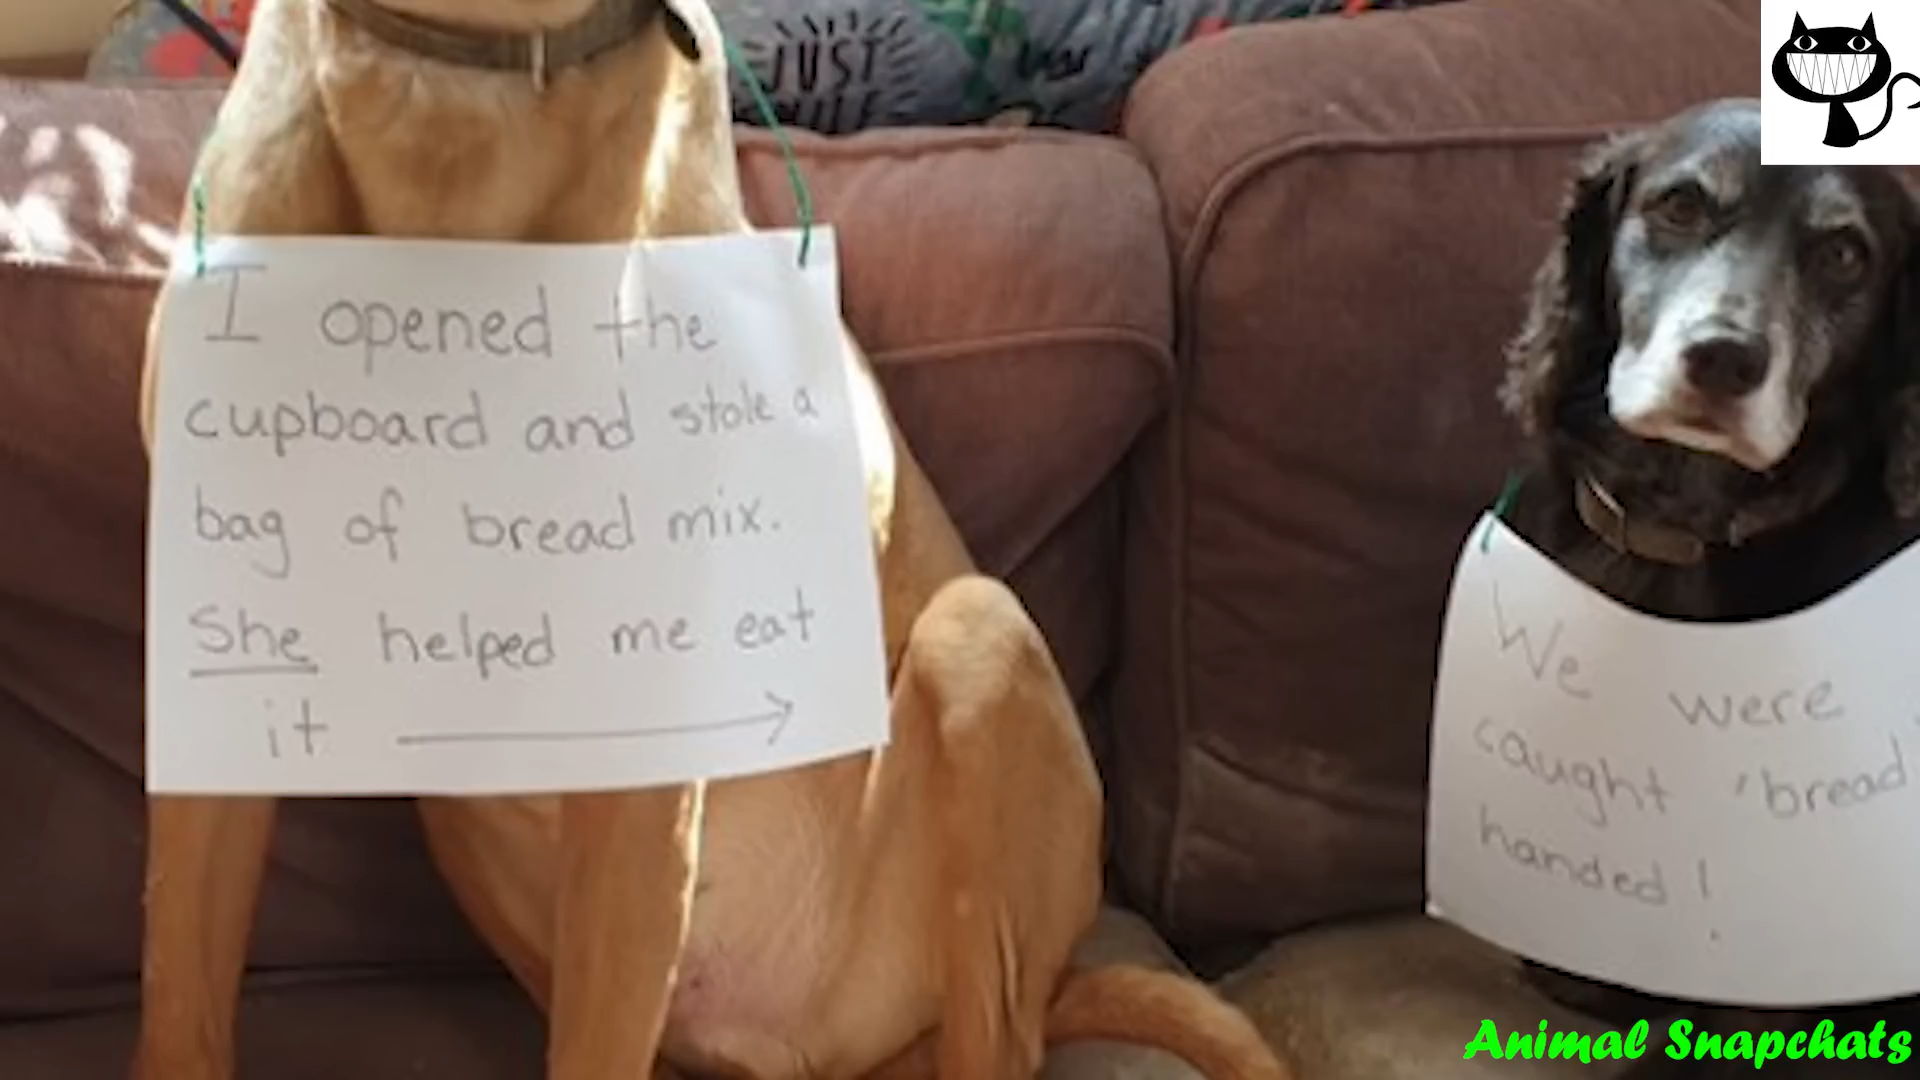 JUST
I opened the
cupboard and stole a
bag of bread mix.
She helped me eat
it
We were
caught 'bread'
handed!
Animal Snapchats